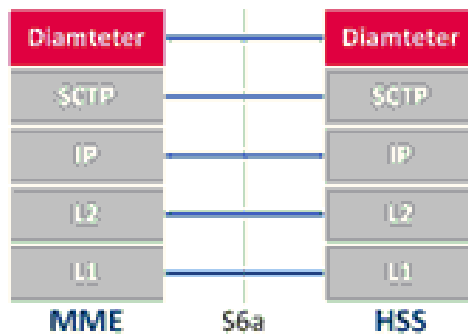 Diamteter Diamteter
SCTP SCTP
IP IP
L2 L2
L1 L1
MME S6a HSS